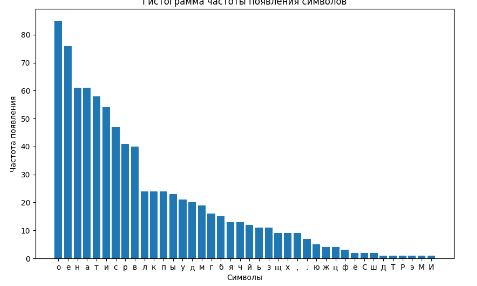 Гистограмма частоты появления символов
80
70
60
50
40
30
20
10
0
Частота появления
о е н а т и с р в л к п ы у д м г б я ч й ь з щ х , . ю ж ц ф ё С ш Д Т Р э М И
Символы